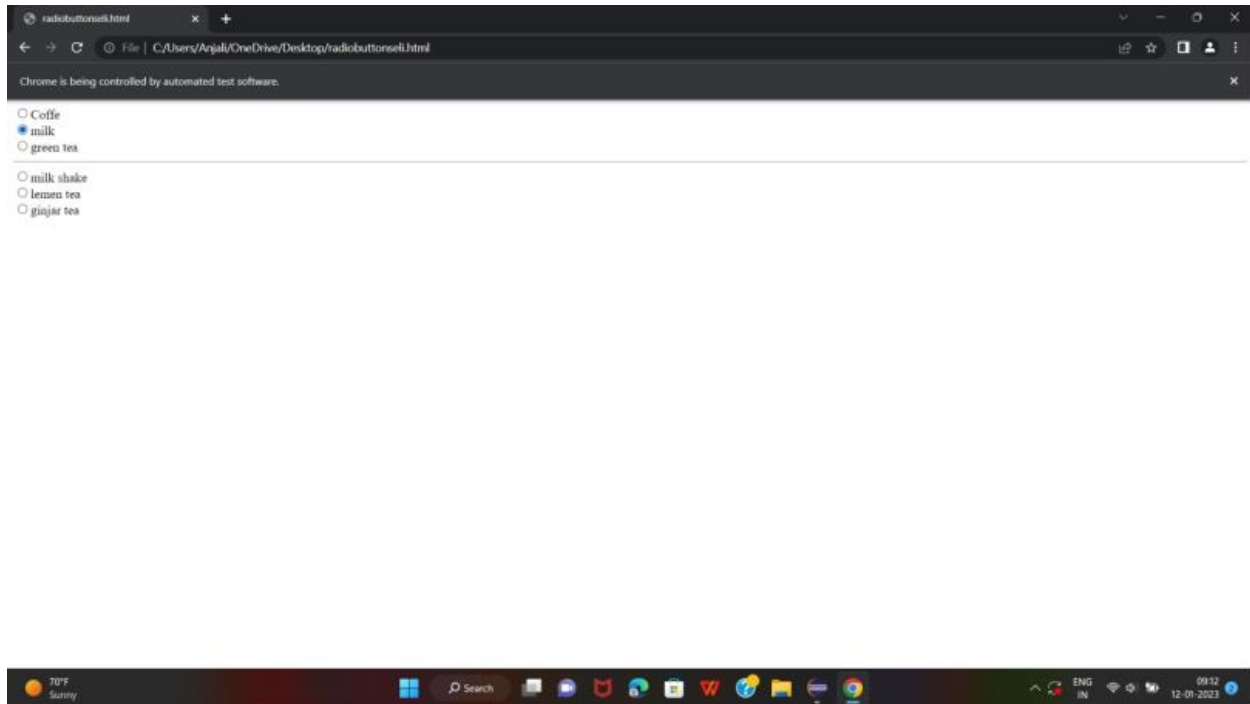 radiobuttonseli.html
File | C:/Users/Anjali/OneDrive/Desktop/radiobuttonseli.html
Chrome is being controlled by automated test software.
Coffe
milk
green tea
milk shake
lemen tea
ginjar tea
70°F
Sunny
Search
ENG
IN
09:12
12-01-2023